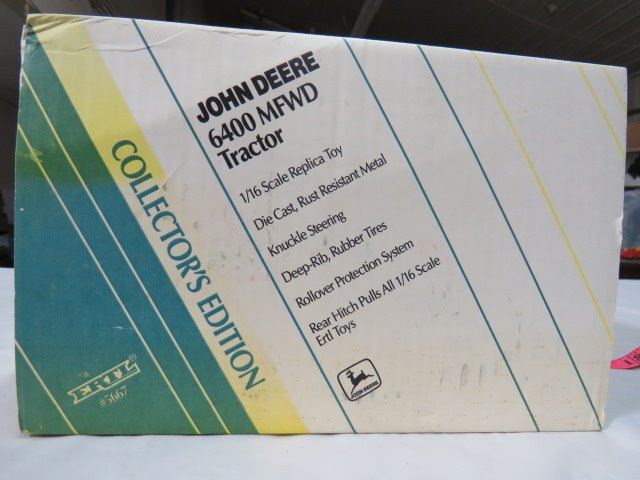 JOHN DEERE
6400 MFWD
Tractor
1/16 Scale Replica Toy
Die Cast, Rust Resistant Metal
Knuckle Steering
Deep-Rib, Rubber Tires
Rollover Protection System
Rear Hitch Pulls All 1/16 Scale
Ertl Toys
JOHN DEERE
COLLECTOR'S EDITION
ERTL®
#5667